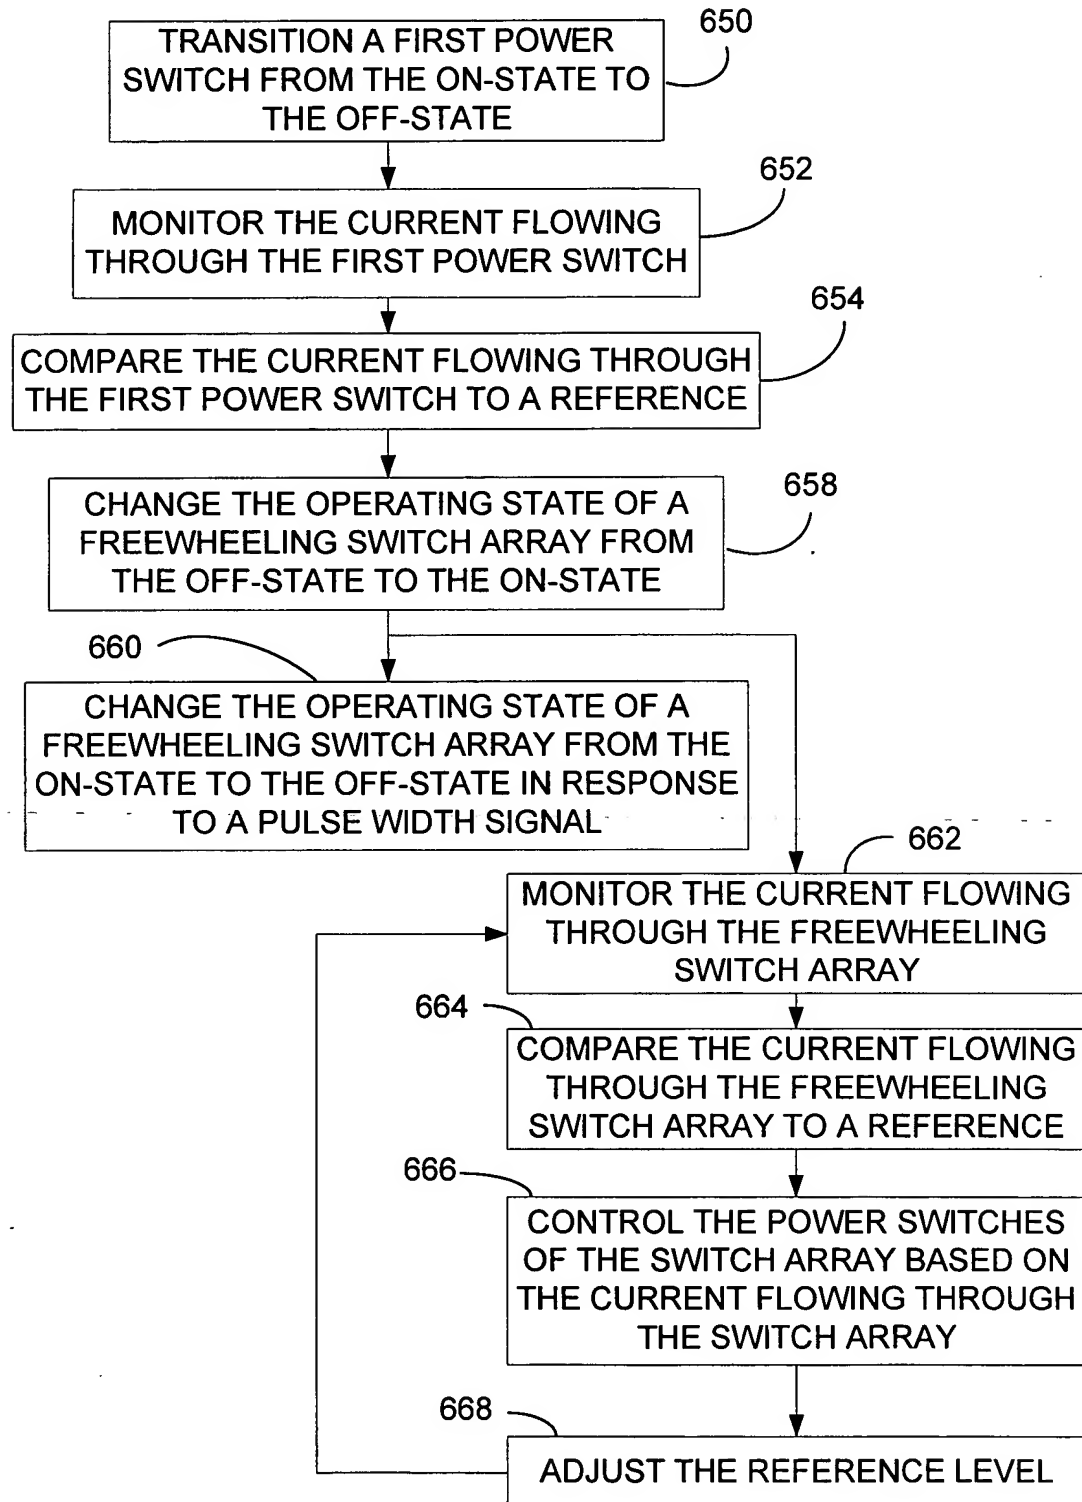 650
TRANSITION A FIRST POWER
SWITCH FROM THE ON-STATE TO
THE OFF-STATE
652
MONITOR THE CURRENT FLOWING
THROUGH THE FIRST POWER SWITCH
654
COMPARE THE CURRENT FLOWING THROUGH
THE FIRST POWER SWITCH TO A REFERENCE
658
CHANGE THE OPERATING STATE OF A
FREEWHEELING SWITCH ARRAY FROM
THE OFF-STATE TO THE ON-STATE
660
CHANGE THE OPERATING STATE OF A
FREEWHEELING SWITCH ARRAY FROM THE
ON-STATE TO THE OFF-STATE IN RESPONSE
TO A PULSE WIDTH SIGNAL
662
MONITOR THE CURRENT FLOWING
THROUGH THE FREEWHEELING
SWITCH ARRAY
664
COMPARE THE CURRENT FLOWING
THROUGH THE FREEWHEELING
SWITCH ARRAY TO A REFERENCE
666
CONTROL THE POWER SWITCHES
OF THE SWITCH ARRAY BASED ON
THE CURRENT FLOWING THROUGH
THE SWITCH ARRAY
668
ADJUST THE REFERENCE LEVEL